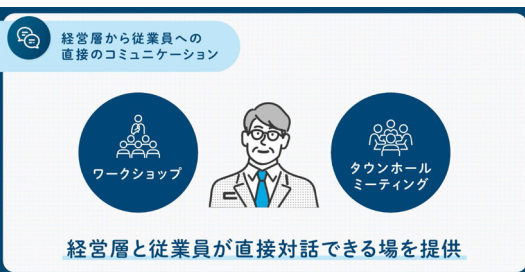 経営層から従業員への
直接のコミュニケーション
ワークショップ
タウンホール
ミーティング
経営層と従業員が直接対話できる場を提供